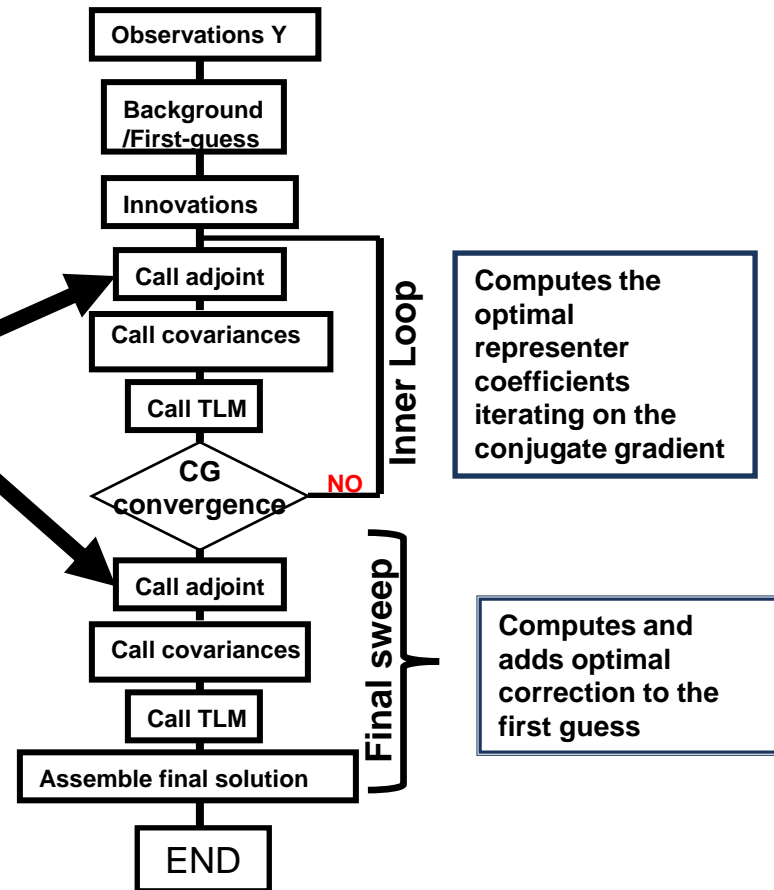 Observations Y
Background
/First-guess
Innovations
Call adjoint
Call covariances
Call TLM
CG
convergence
NO
Inner Loop
Computes the
optimal
representer
coefficients
iterating on the
conjugate gradient
Call adjoint
Call covariances
Call TLM
Assemble final solution
Final sweep
Computes and
adds optimal
correction to the
first guess
END